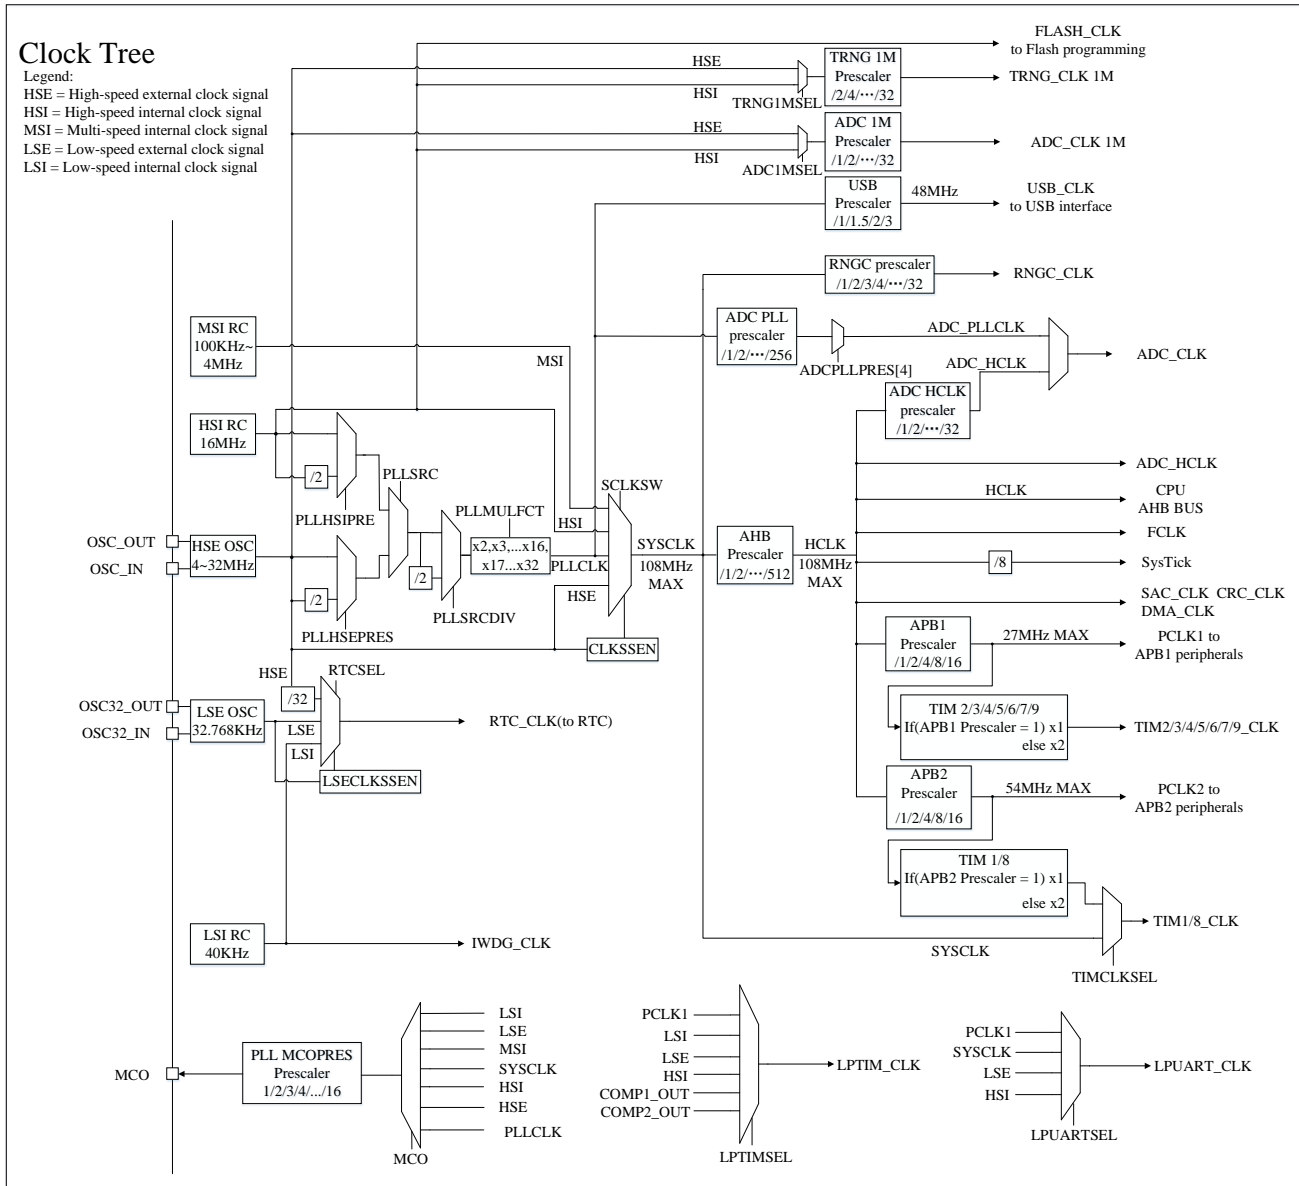 Clock Tree
Legend:
HSE = High-speed external clock signal
HSI = High-speed internal clock signal
MSI = Multi-speed internal clock signal
LSE = Low-speed external clock signal
LSI = Low-speed internal clock signal
FLASH_CLK
to Flash programming
HSE
HSI
TRNG1MSEL
TRNG 1M
Prescaler
/2/4/···/32
TRNG_CLK 1M
HSE
HSI
ADC1MSEL
ADC 1M
Prescaler
/1/2/···/32
ADC_CLK 1M
USB
Prescaler
/1/1.5/2/3
48MHz
USB_CLK
to USB interface
RNGC prescaler
/1/2/3/4/···/32
RNGC_CLK
MSI RC
100KHz~
4MHz
MSI
ADC PLL
prescaler
/1/2/···/256
ADCPLLPRES[4]
ADC_PLLCLK
ADC_HCLK
ADC_CLK
ADC HCLK
prescaler
/1/2/···/32
HSI RC
16MHz
/2
PLLHSIPRE
PLLSRC
PLLMULFCT
x2,x3,...x16,
x17...x32
PLLCLK
/2
PLLSRCDIV
SCLKSW
HSI
HSE
CLKSSEN
SYSCLK
108MHz
MAX
AHB
Prescaler
/1/2/···/512
HCLK
108MHz
MAX
ADC_HCLK
HCLK
CPU
AHB BUS
FCLK
/8
SysTick
SAC_CLK CRC_CLK
DMA_CLK
OSC_OUT
OSC_IN
HSE OSC
4~32MHz
/2
PLLHSEPRES
APB1
Prescaler
/1/2/4/8/16
27MHz MAX
PCLK1 to
APB1 peripherals
HSE
/32
RTCSEL
OSC32_OUT
OSC32_IN
LSE OSC
32.768KHz
LSE
LSI
RTC_CLK(to RTC)
LSECLKSSEN
TIM 2/3/4/5/6/7/9
If(APB1 Prescaler = 1) x1
else x2
TIM2/3/4/5/6/7/9_CLK
APB2
Prescaler
/1/2/4/8/16
54MHz MAX
PCLK2 to
APB2 peripherals
TIM 1/8
If(APB2 Prescaler = 1) x1
else x2
TIM1/8_CLK
SYSCLK
TIMCLKSEL
LSI RC
40KHz
IWDG_CLK
MCO
PLL MCOPRES
Prescaler
1/2/3/4/.../16
LSI
LSE
MSI
SYSCLK
HSI
HSE
PLLCLK
MCO
PCLK1
LSI
LSE
HSI
COMP1_OUT
COMP2_OUT
LPTIM_CLK
LPTIMSEL
PCLK1
SYSCLK
LSE
HSI
LPUART_CLK
LPUARTSEL